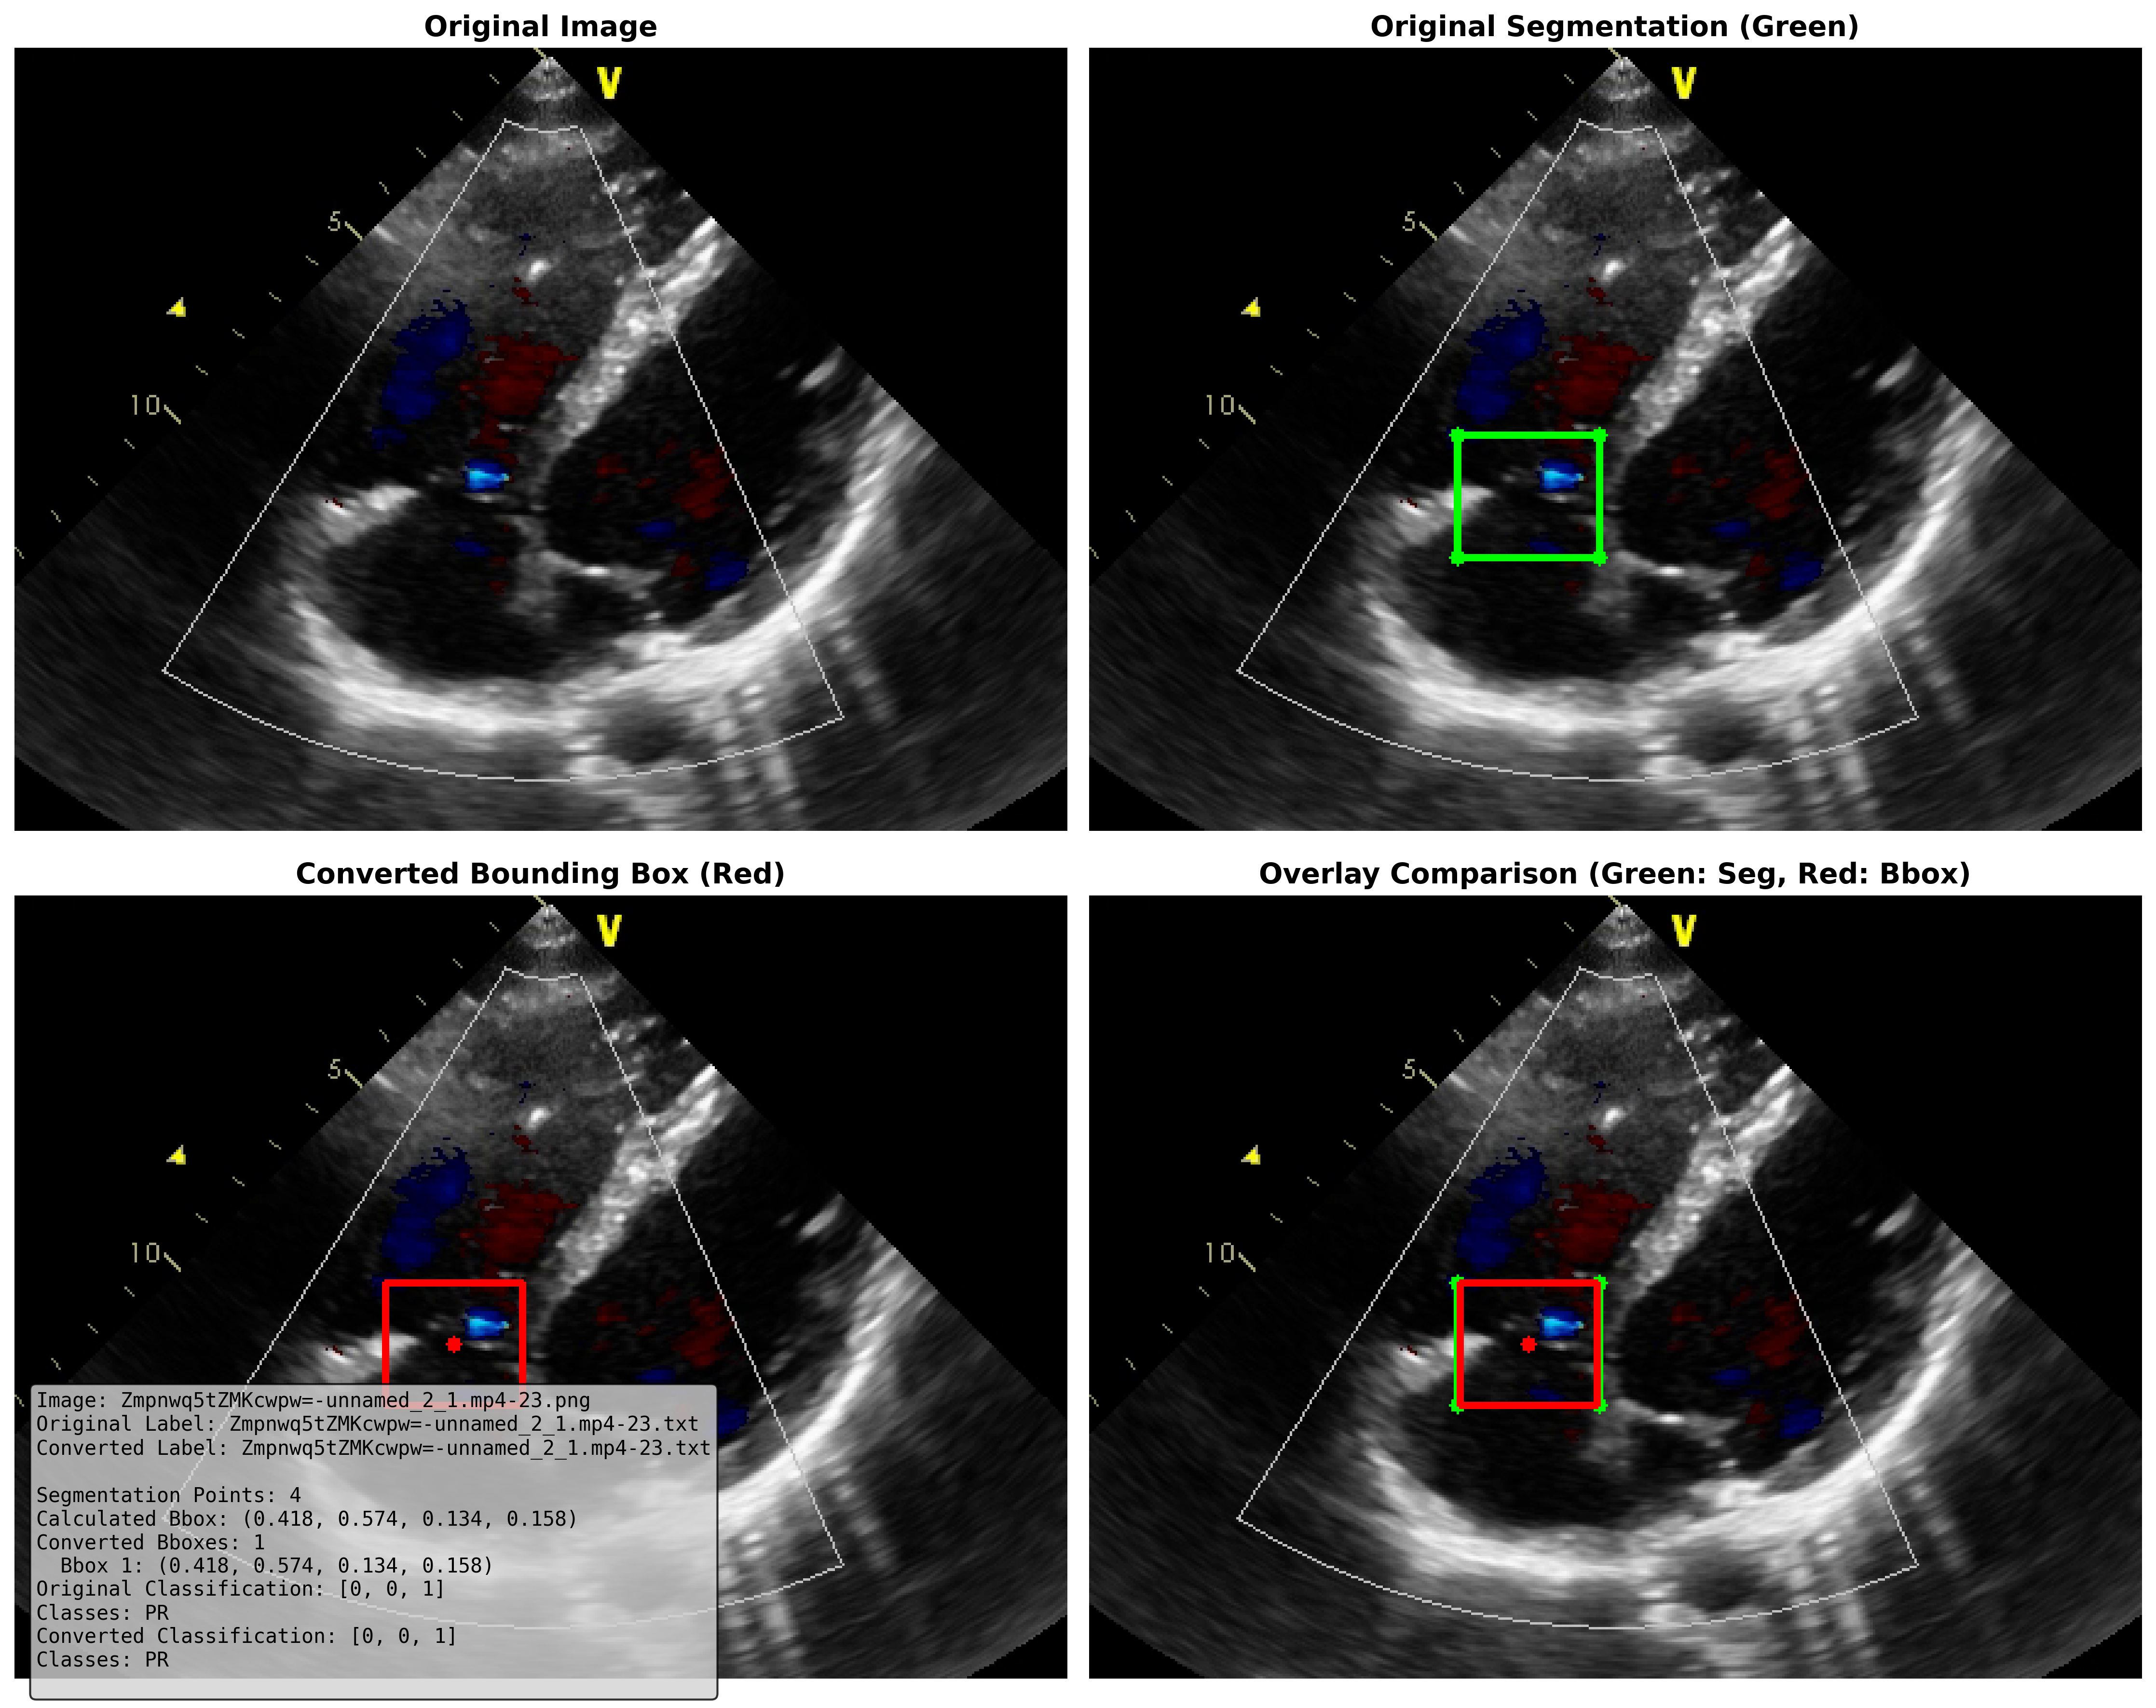 Original Image
V
5
10
Original Segmentation (Green)
V
5
10
Converted Bounding Box (Red)
V
5
10
Image: Zmpnwq5tZMKcwpw=-unnamed_2_1.mp4-23.png
Original Label: Zmpnwq5tZMKcwpw=-unnamed_2_1.mp4-23.txt
Converted Label: Zmpnwq5tZMKcwpw=-unnamed_2_1.mp4-23.txt
Segmentation Points: 4
Calculated Bbox: (0.418, 0.574, 0.134, 0.158)
Converted Bboxes: 1
Bbox 1: (0.418, 0.574, 0.134, 0.158)
Original Classification: [0, 0, 1]
Classes: PR
Converted Classification: [0, 0, 1]
Classes: PR
Overlay Comparison (Green: Seg, Red: Bbox)
V
5
10